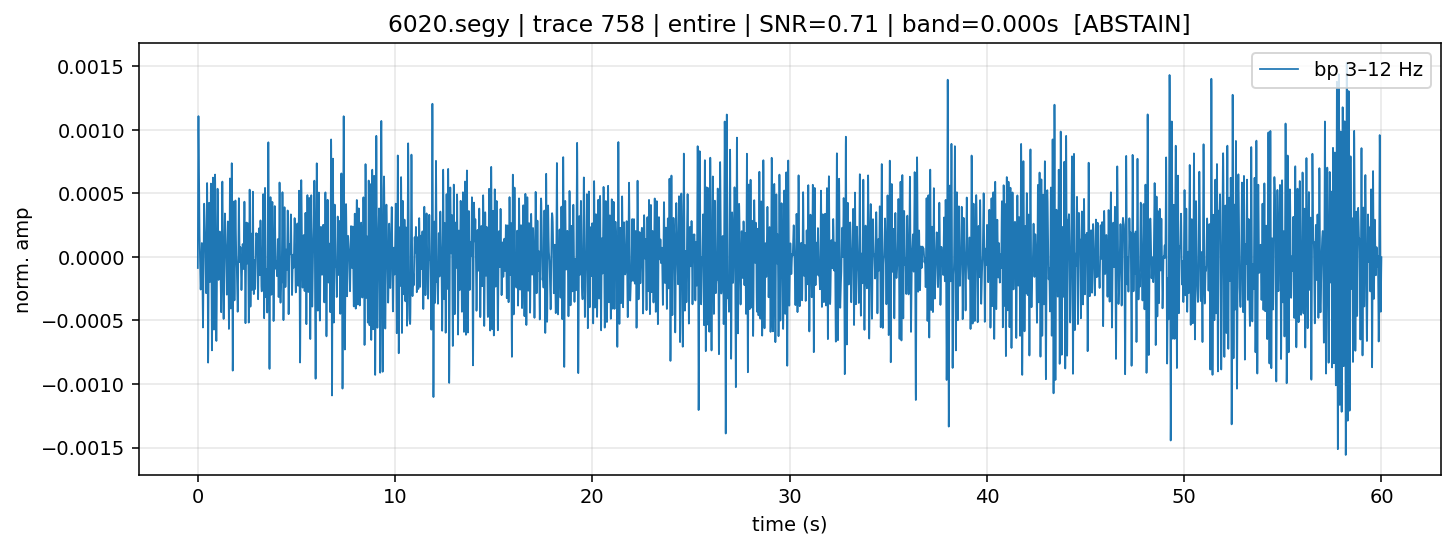 6020.segy | trace 758 | entire | SNR=0.71 | band=0.000s  [ABSTAIN]
bp 3–12 Hz
0.0015
0.0010
0.0005
0.0000
−0.0005
−0.0010
−0.0015
norm. amp
0 10 20 30 40 50 60
time (s)